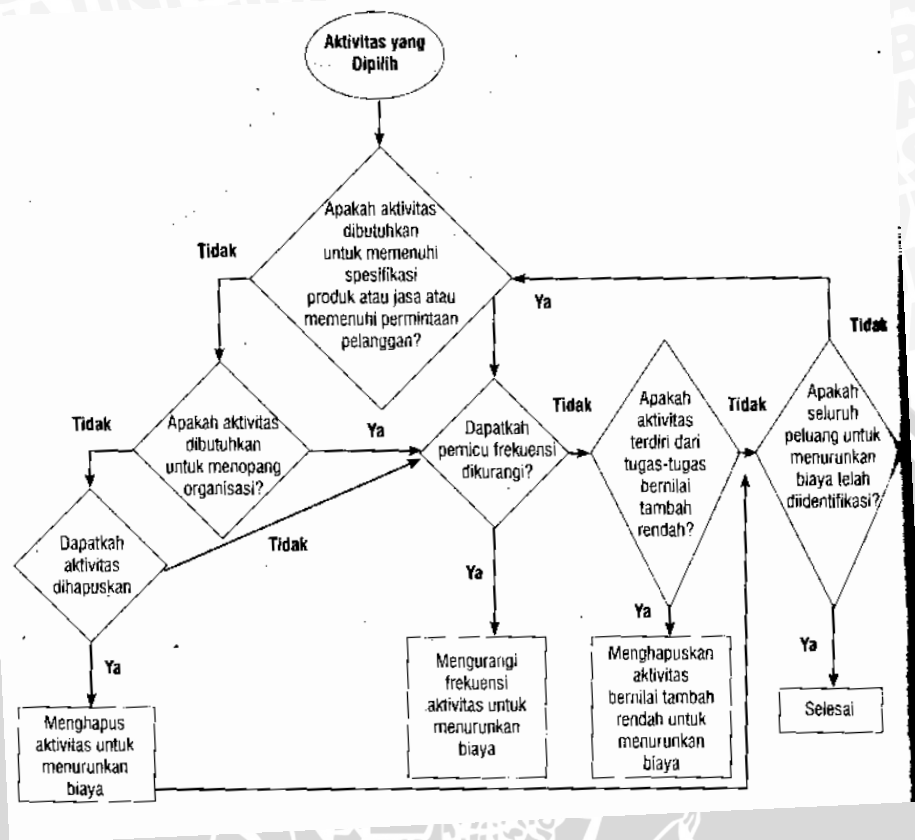 Aktivitas yang
Dipilih
Apakah aktivitas
dibutuhkan
untuk memenuhi
spesifikasi
produk atau jasa atau
memenuhi permintaan
pelanggan?
Tidak
Ya
Tidak
Apakah aktivitas
dibutuhkan
untuk menopang
organisasi?
Tidak
Ya
Dapatkah
pemicu frekuensi
dikurangi?
Tidak
Apakah
aktivitas
terdiri dari
tugas-tugas
bernilai
tambah
rendah?
Tidak
Apakah
seluruh
peluang untuk
menurunkan
biaya telah
diidentifikasi?
Dapatkah
aktivitas
dihapuskan
Tidak
Ya
Ya
Ya
Ya
Menghapus
aktivitas untuk
menurunkan
biaya
Mengurangi
frekuensi
aktivitas untuk
menurunkan
biaya
Menghapuskan
aktivitas
bernilai tambah
rendah untuk
menurunkan
biaya
Selesai